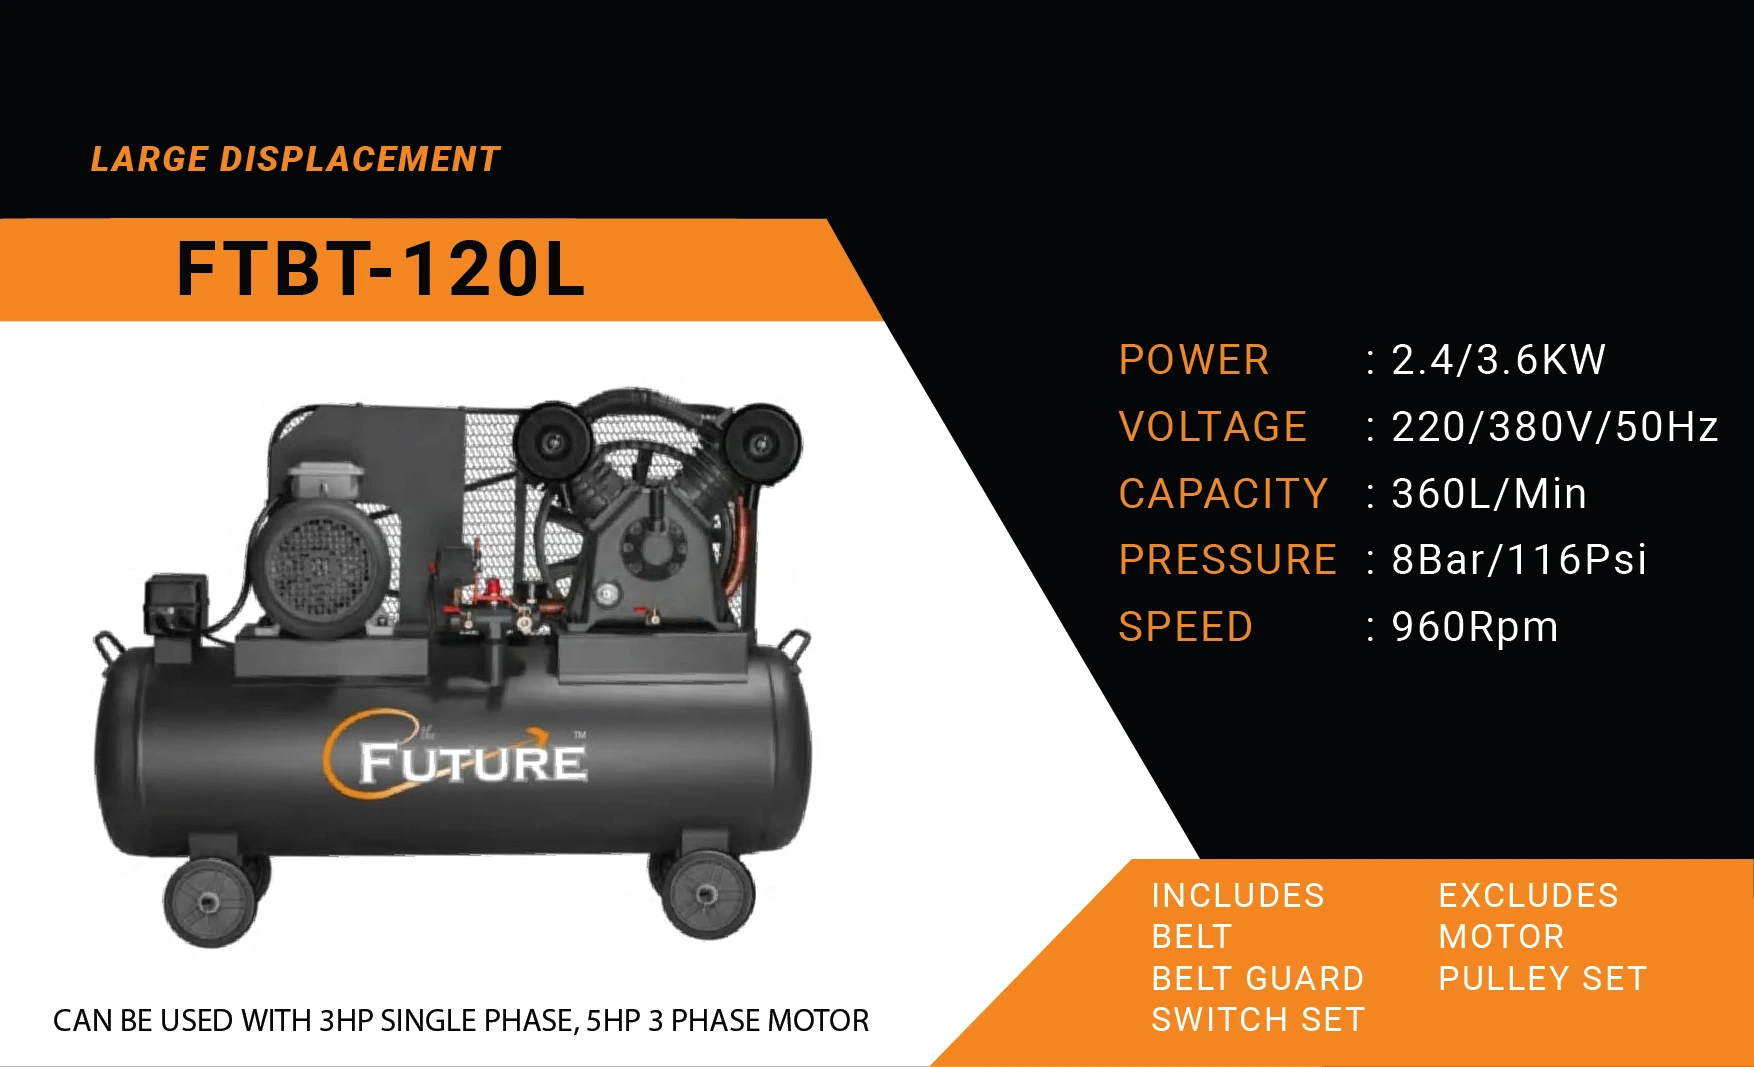 LARGE DISPLACEMENT
FTBT-120L
POWER : 2.4/3.6KW
VOLTAGE : 220/380V/50Hz
CAPACITY : 360L/Min
PRESSURE : 8Bar/116Psi
SPEED : 960Rpm
the
FUTURE™
CAN BE USED WITH 3HP SINGLE PHASE, 5HP 3 PHASE MOTOR
INCLUDES
BELT
BELT GUARD
SWITCH SET
EXCLUDES
MOTOR
PULLEY SET